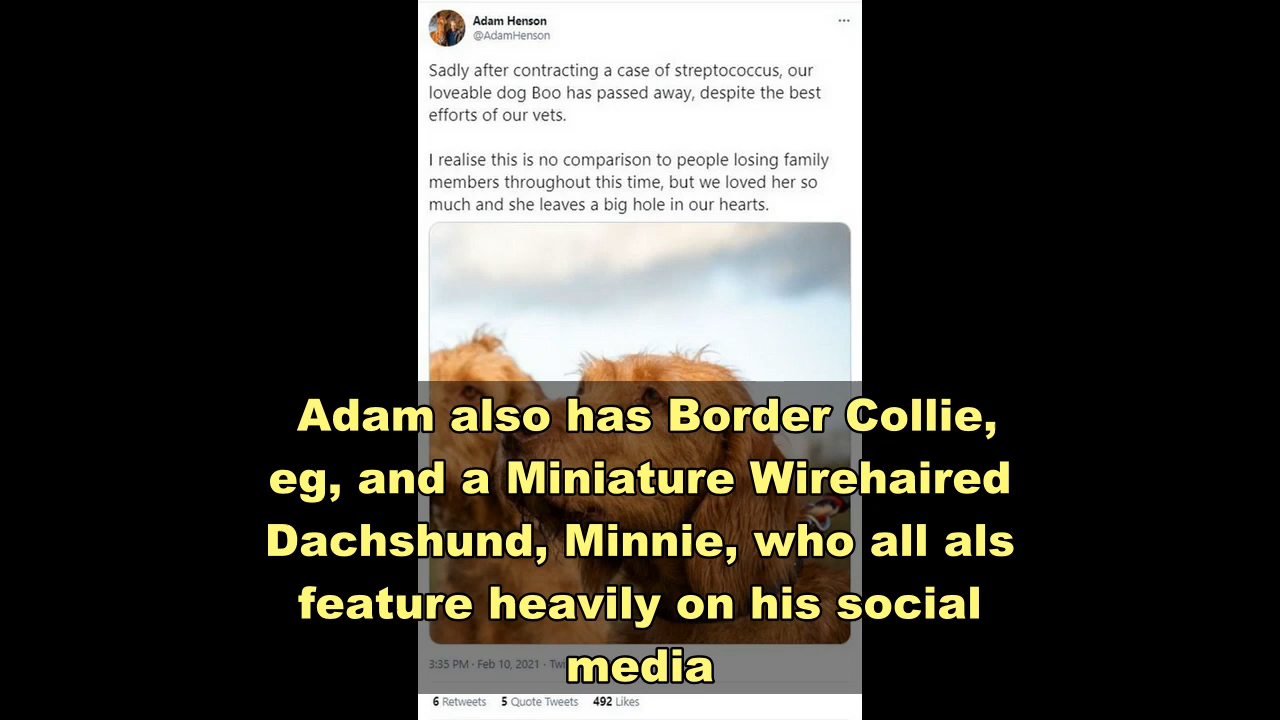 Adam Henson
@AdamHenson
Sadly after contracting a case of streptococcus, our
loveable dog Boo has passed away, despite the best
efforts of our vets.
I realise this is no comparison to people losing family
members throughout this time, but we loved her so
much and she leaves a big hole in our hearts.
Adam also has Border Collie,
eg, and a Miniature Wirehaired
Dachshund, Minnie, who all als
feature heavily on his social
media
3:35 PM · Feb 10, 2021 ·
6 Retweets 5 Quote Tweets 492 Likes